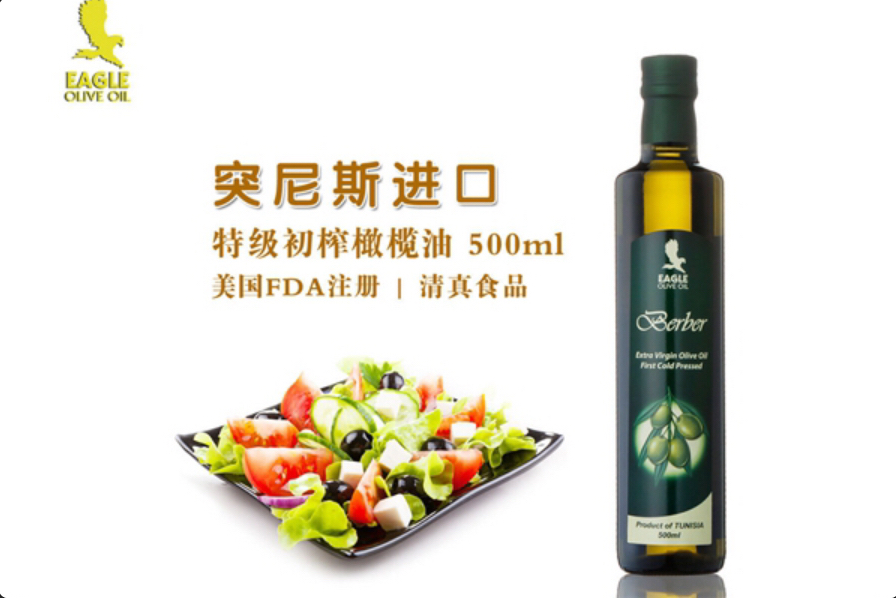 EAGLE
OLIVE OIL
突尼斯进口
特级初榨橄榄油 500ml
美国FDA注册 | 清真食品
EAGLE
OLIVE OIL
Berber
Extra Virgin Olive Oil
First Cold Pressed
Product of TUNISIA
500ml